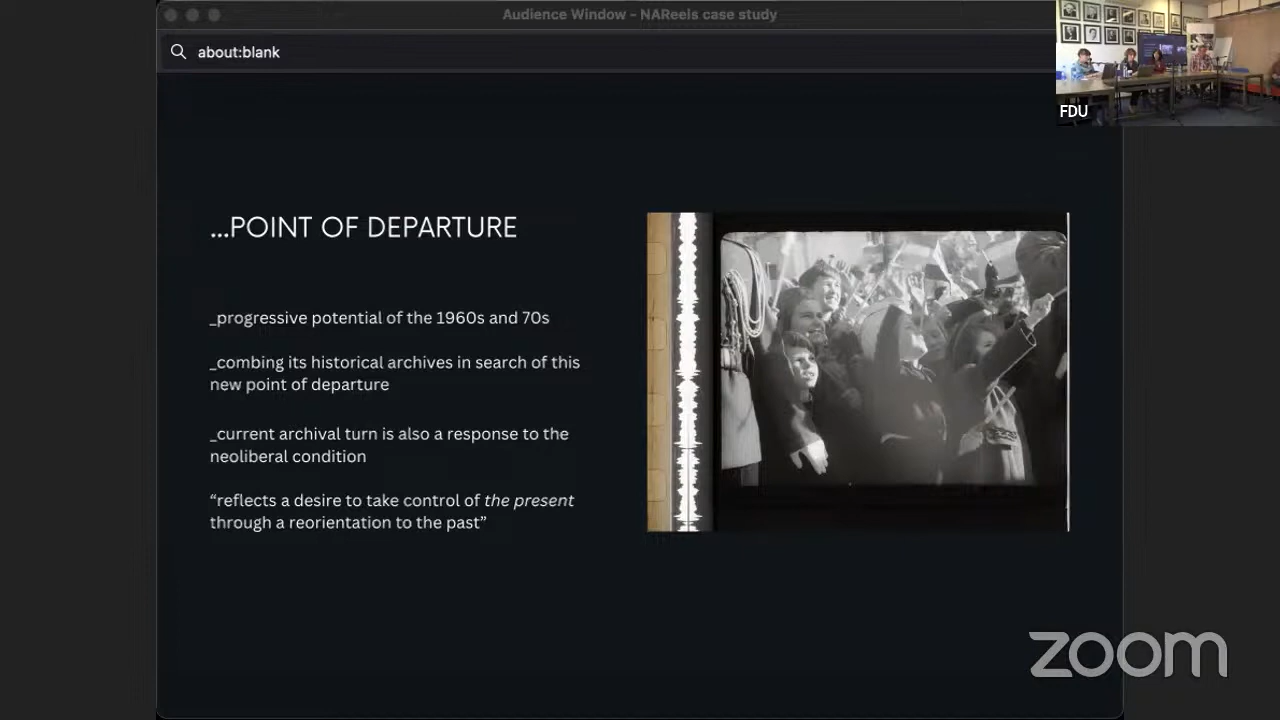 Audience Window - NAReels case study
about:blank
FDU
...POINT OF DEPARTURE
_progressive potential of the 1960s and 70s
_combing its historical archives in search of this
new point of departure
_current archival turn is also a response to the
neoliberal condition
“reflects a desire to take control of the present
through a reorientation to the past”
zoom